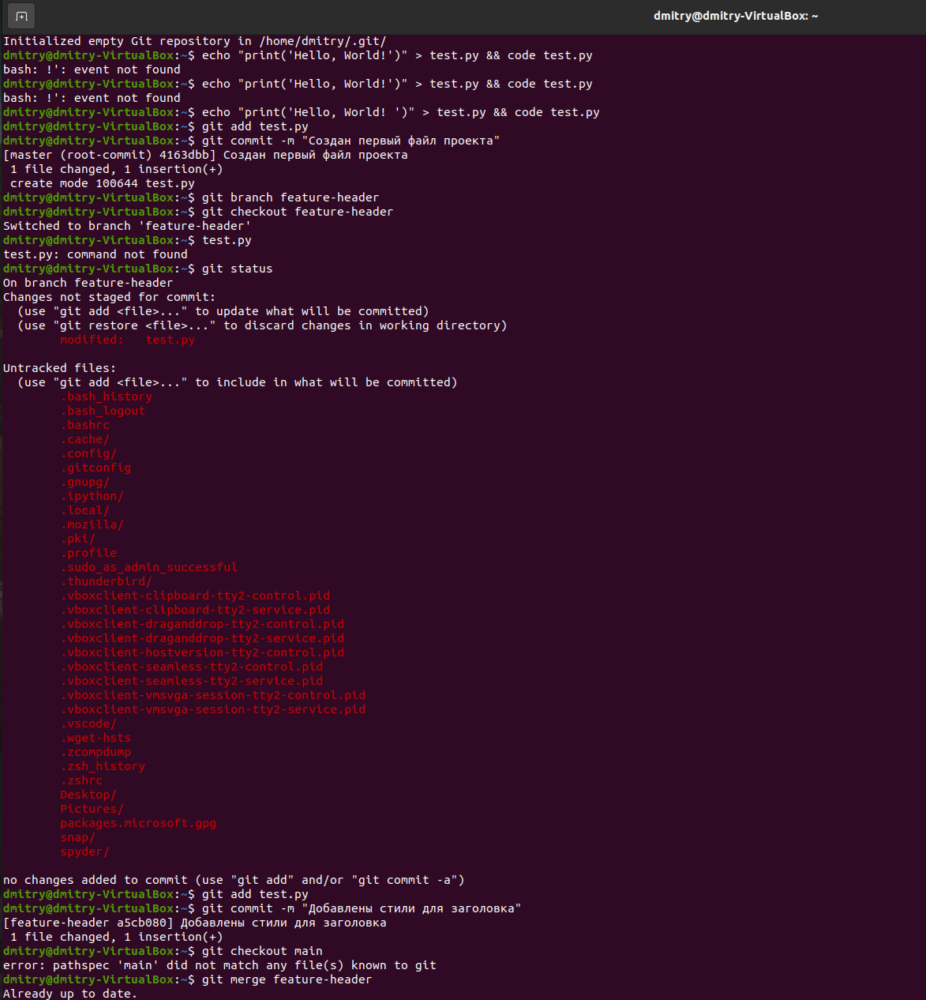 dmitry@dmitry-VirtualBox: ~
Initialized empty Git repository in /home/dmitry/.git/
dmitry@dmitry-VirtualBox:~$ echo "print('Hello, World!')" > test.py && code test.py
bash: !': event not found
dmitry@dmitry-VirtualBox:~$ echo "print('Hello, World!')" > test.py && code test.py
bash: !': event not found
dmitry@dmitry-VirtualBox:~$ echo "print('Hello, World! ')" > test.py && code test.py
dmitry@dmitry-VirtualBox:~$ git add test.py
dmitry@dmitry-VirtualBox:~$ git commit -m "Создан первый файл проекта"
[master (root-commit) 4163dbb] Создан первый файл проекта
 1 file changed, 1 insertion(+)
 create mode 100644 test.py
dmitry@dmitry-VirtualBox:~$ git branch feature-header
dmitry@dmitry-VirtualBox:~$ git checkout feature-header
Switched to branch 'feature-header'
dmitry@dmitry-VirtualBox:~$ test.py
test.py: command not found
dmitry@dmitry-VirtualBox:~$ git status
On branch feature-header
Changes not staged for commit:
  (use "git add <file>..." to update what will be committed)
  (use "git restore <file>..." to discard changes in working directory)
        modified:   test.py

Untracked files:
  (use "git add <file>..." to include in what will be committed)
        .bash_history
        .bash_logout
        .bashrc
        .cache/
        .config/
        .gitconfig
        .gnupg/
        .ipython/
        .local/
        .mozilla/
        .pki/
        .profile
        .sudo_as_admin_successful
        .thunderbird/
        .vboxclient-clipboard-tty2-control.pid
        .vboxclient-clipboard-tty2-service.pid
        .vboxclient-draganddrop-tty2-control.pid
        .vboxclient-draganddrop-tty2-service.pid
        .vboxclient-hostversion-tty2-control.pid
        .vboxclient-seamless-tty2-control.pid
        .vboxclient-seamless-tty2-service.pid
        .vboxclient-vmsvga-session-tty2-control.pid
        .vboxclient-vmsvga-session-tty2-service.pid
        .vscode/
        .wget-hsts
        .zcompdump
        .zsh_history
        .zshrc
        Desktop/
        Pictures/
        packages.microsoft.gpg
        snap/
        spyder/

no changes added to commit (use "git add" and/or "git commit -a")
dmitry@dmitry-VirtualBox:~$ git add test.py
dmitry@dmitry-VirtualBox:~$ git commit -m "Добавлены стили для заголовка"
[feature-header a5cb080] Добавлены стили для заголовка
 1 file changed, 1 insertion(+)
dmitry@dmitry-VirtualBox:~$ git checkout main
error: pathspec 'main' did not match any file(s) known to git
dmitry@dmitry-VirtualBox:~$ git merge feature-header
Already up to date.